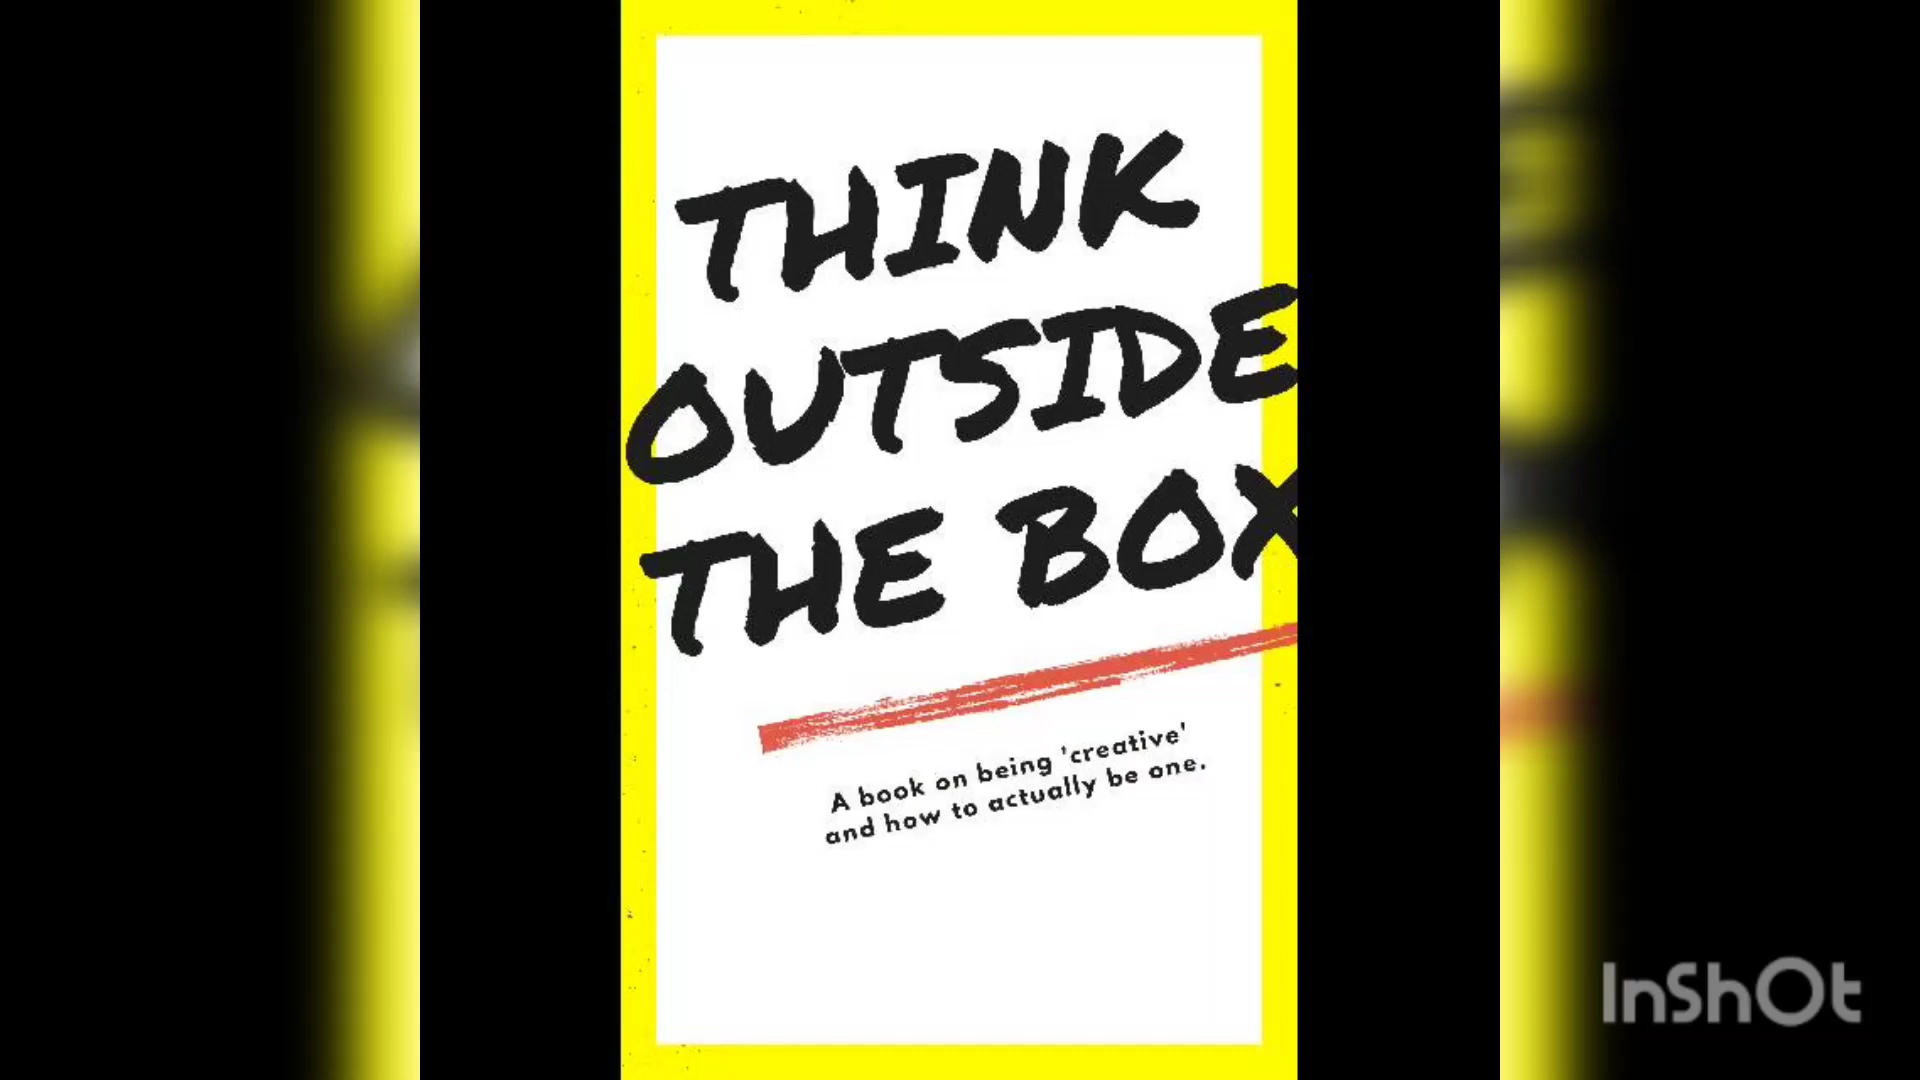 THINK
OUTSIDE
THE BOX
A book on being 'creative'
and how to actually be one.
InShOt